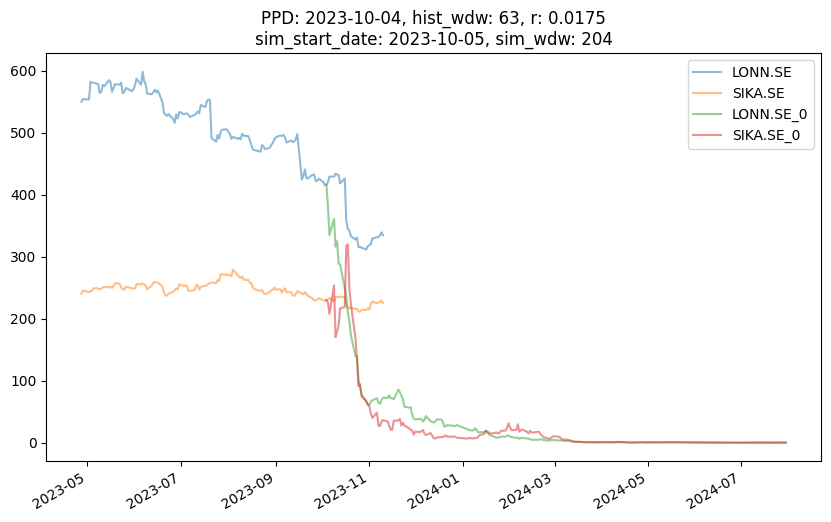 PPD: 2023-10-04, hist_wdw: 63, r: 0.0175
sim_start_date: 2023-10-05, sim_wdw: 204
LONN.SE
SIKA.SE
LONN.SE_0
SIKA.SE_0
600
500
400
300
200
100
0
2023-05
2023-07
2023-09
2023-11
2024-01
2024-03
2024-05
2024-07